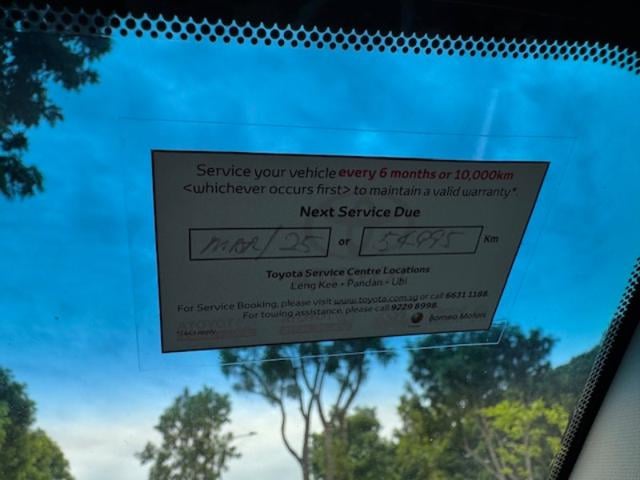 Service your vehicle every 6 months or 10,000km
<whichever occurs first> to maintain a valid warranty*.
Next Service Due
MAR/25 or 54995 Km
Toyota Service Centre Locations
Leng Kee • Pandan • Ubi
For Service Booking, please visit www.toyota.com.sg or call 6631 1188.
For towing assistance, please call 9229 8998.
*T&Cs apply
Borneo Motors